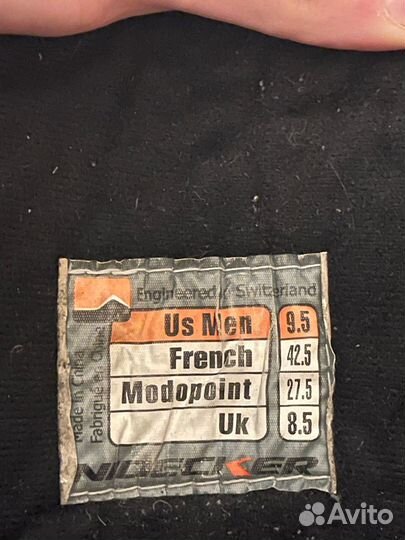 Engineered // Switzerland
Us Men 9.5
French 42.5
Modopoint 27.5
Uk 8.5
NIDECKER
Made in China
Fabriqué en Chine
Avito